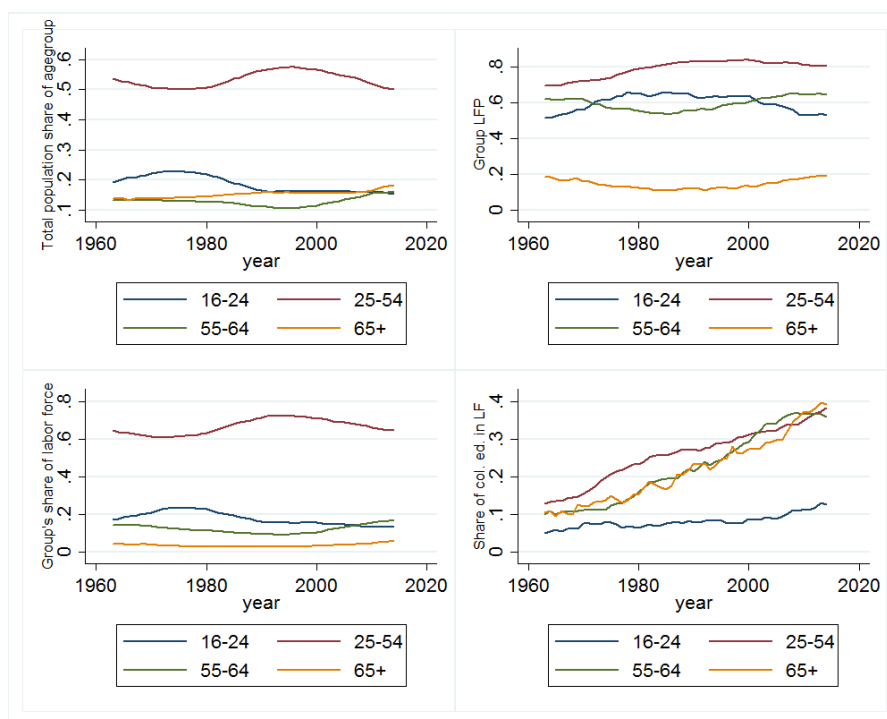 Total population share of agegroup
.6
.5
.4
.3
.2
.1
1960 1980 2000 2020
year
16-24 25-54
55-64 65+
Group LFP
.8
.6
.4
.2
0
1960 1980 2000 2020
year
16-24 25-54
55-64 65+
Group's share of labor force
.8
.6
.4
.2
0
1960 1980 2000 2020
year
16-24 25-54
55-64 65+
Share of col. ed. in LF
.4
.3
.2
.1
0
1960 1980 2000 2020
year
16-24 25-54
55-64 65+